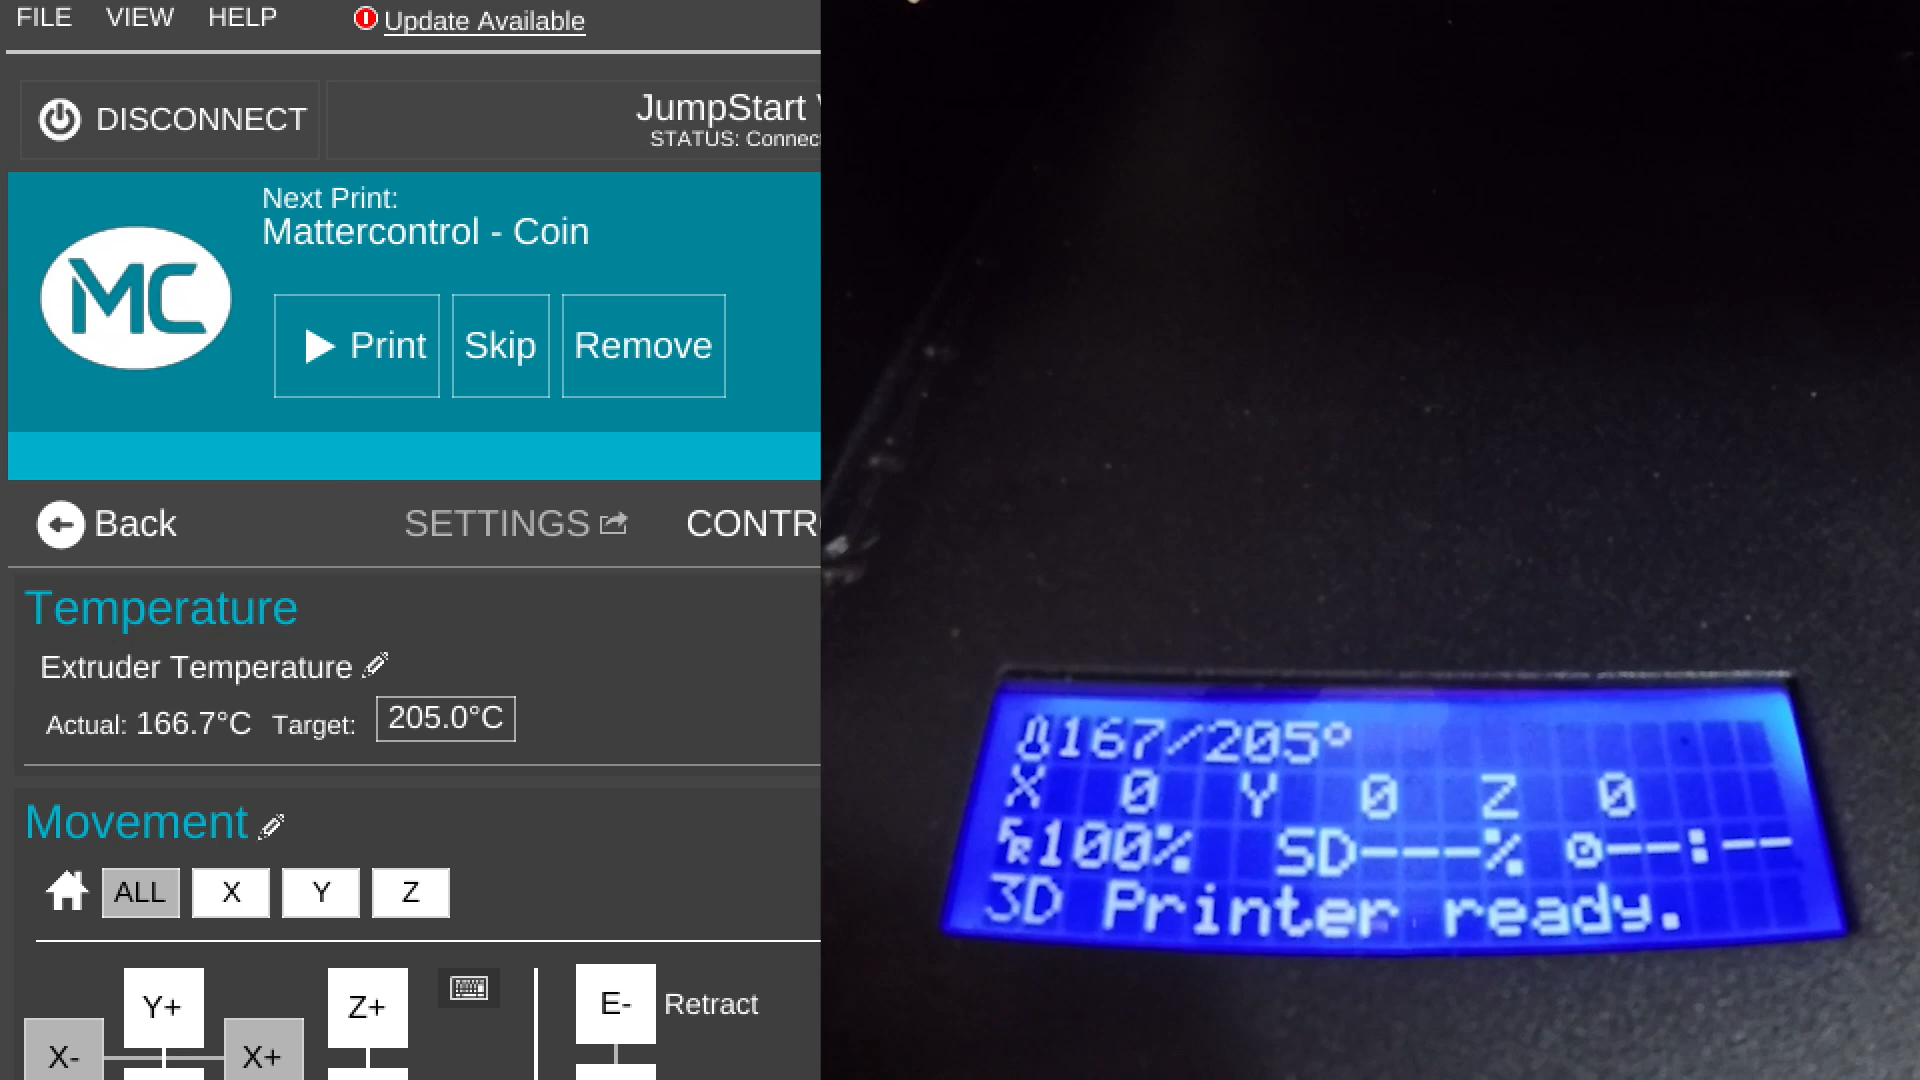 FILE VIEW HELP Update Available
DISCONNECT
JumpStart
STATUS: Connec
MC
Next Print:
Mattercontrol - Coin
Print Skip Remove
Back SETTINGS CONTR
Temperature
Extruder Temperature
Actual: 166.7°C Target: 205.0°C
Movement
ALL X Y Z
Y+ Z+ E- Retract
X- X+
167/205°
X 0 Y 0 Z 0
FR100% SD---% --:--
3D Printer ready.